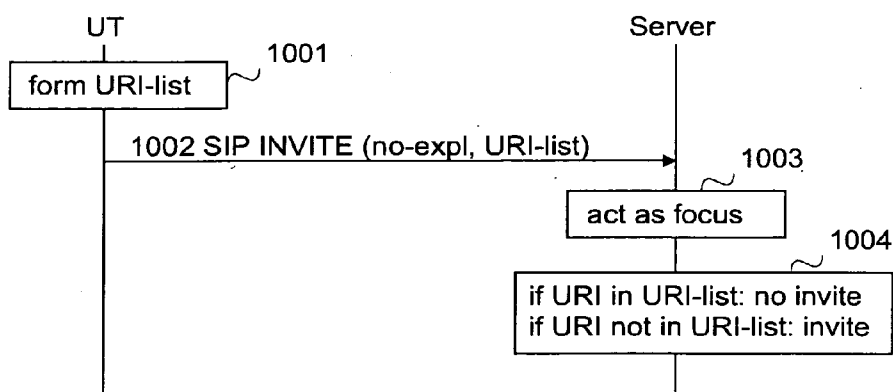 UT
Server
1001
form URI-list
1002 SIP INVITE (no-expl, URI-list)
1003
act as focus
1004
if URI in URI-list: no invite
if URI not in URI-list: invite